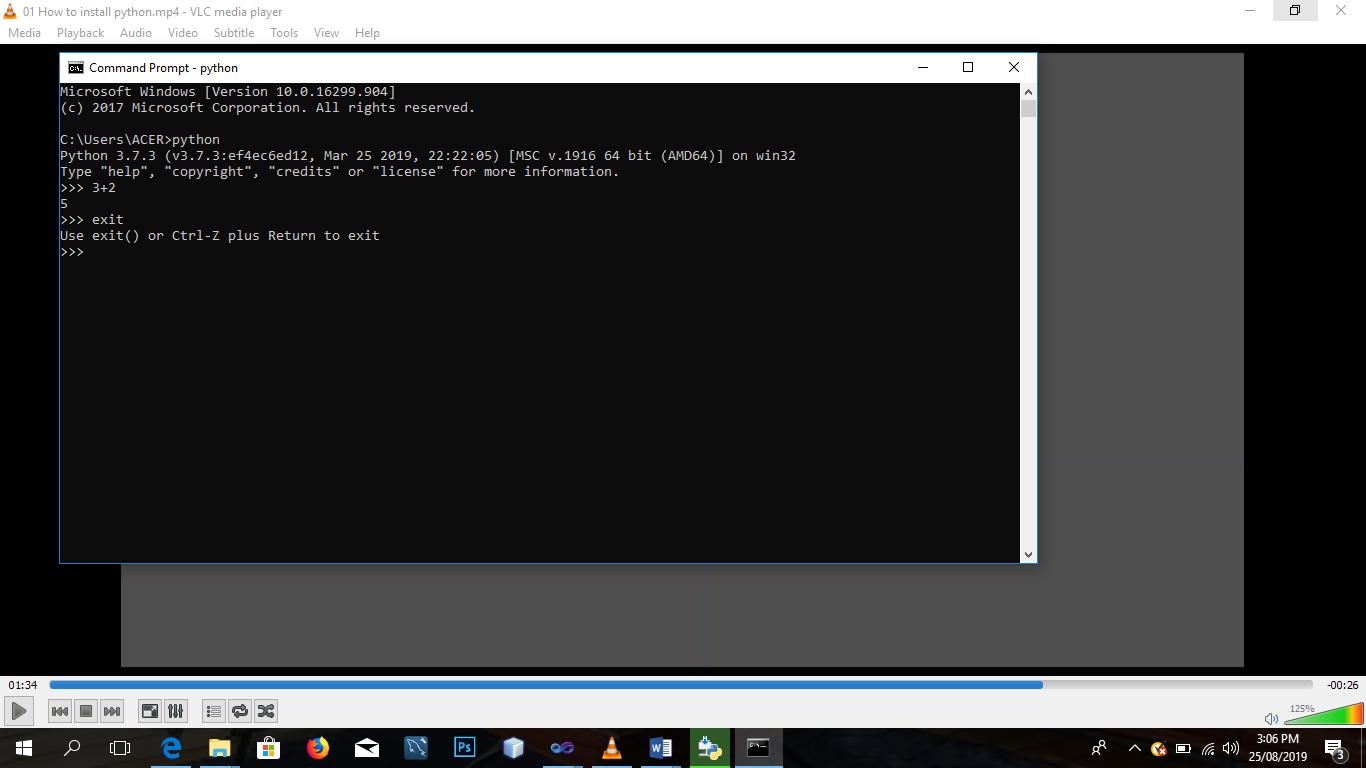 01 How to install python.mp4 - VLC media player
Media Playback Audio Video Subtitle Tools View Help
Command Prompt - python
Microsoft Windows [Version 10.0.16299.904]
(c) 2017 Microsoft Corporation. All rights reserved.
C:\Users\ACER>python
Python 3.7.3 (v3.7.3:ef4ec6ed12, Mar 25 2019, 22:22:05) [MSC v.1916 64 bit (AMD64)] on win32
Type "help", "copyright", "credits" or "license" for more information.
>>> 3+2
5
>>> exit
Use exit() or Ctrl-Z plus Return to exit
>>>
01:34 -00:26
125%
Ps
3:06 PM
25/08/2019
3